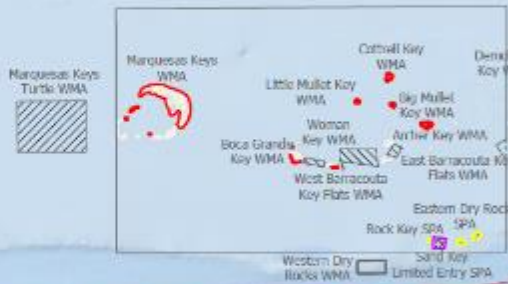 Cottrell Key
WMA
Marquesas Keys
WMA
Marquesas Keys
Turtle WMA
Little Mullet Key
WMA
Big Mullet
Key WMA
Woman
Key WMA
Archer Key WMA
Boca Grande
Key WMA
East Barracouta Key
Flats WMA
West Barracouta
Key Flats WMA
Eastern Dry Rocks
SPA
Rock Key SPA
Western Dry
Rocks WMA
Sand Key
Limited Entry SPA